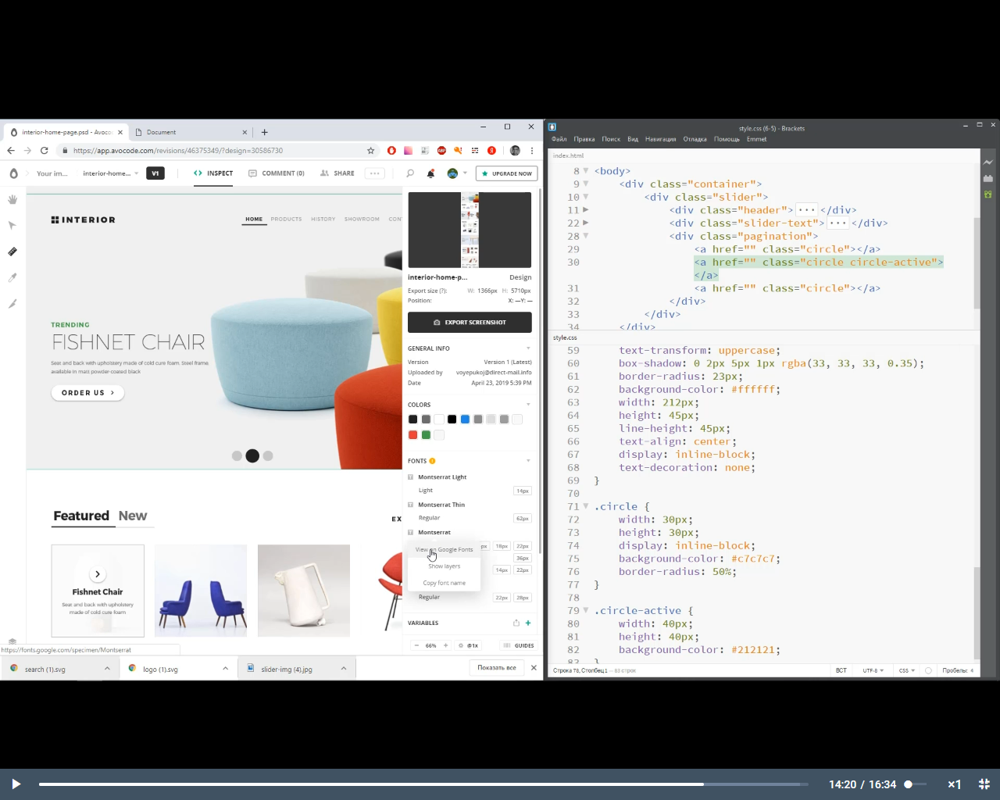 interior-home-page.psd - Avoco
Document
https://app.avocode.com/revisions/46375349/?design=30586730
Your im...
interior-home...
V1
INSPECT
COMMENT (0)
SHARE
UPGRADE NOW
INTERIOR
HOME
PRODUCTS
HISTORY
SHOWROOM
CON
TRENDING
FISHNET CHAIR
Seat and back with upholstery made of cold cure foam. Steel frame,
available in matt powder-coated black
ORDER US
Featured
New
EX
Fishnet Chair
Seat and back with upholstery
made of cold cure foam
https://fonts.google.com/specimen/Montserrat
interior-home-p...
Design
Export size (?):
W: 1366px H: 5710px
Position:
X: — Y: —
EXPORT SCREENSHOT
GENERAL INFO
Version
Version 1 (Latest)
Uploaded by
voyepukoj@direct-mail.info
Date
April 23, 2019 5:39 PM
COLORS
FONTS
Montserrat Light
Light
14px
Montserrat Thin
Regular
62px
Montserrat
View on Google Fonts
px
18px
22px
36px
Show layers
14px
22px
Copy font name
Regular
22px
28px
VARIABLES
66%
@1x
GUIDES
search (1).svg
logo (1).svg
slider-img (4).jpg
Показать все
style.css (6-5) - Brackets
Файл Правка Поиск Вид Навигация Отладка Помощь Emmet
index.html
8 <body>
9 <div class="container">
10 <div class="slider">
11 <div class="header">...</div>
22 <div class="slider-text">...</div>
28 <div class="pagination">
29 <a href="" class="circle"></a>
30 <a href="" class="circle circle-active">
</a>
31 <a href="" class="circle"></a>
32 </div>
33 </div>
34 </div>
style.css
59 text-transform: uppercase;
60 box-shadow: 0 2px 5px 1px rgba(33, 33, 33, 0.35);
61 border-radius: 23px;
62 background-color: #ffffff;
63 width: 212px;
64 height: 45px;
65 line-height: 45px;
66 text-align: center;
67 display: inline-block;
68 text-decoration: none;
69 }
70
71 .circle {
72 width: 30px;
73 height: 30px;
74 display: inline-block;
75 background-color: #c7c7c7;
76 border-radius: 50%;
77 }
78
79 .circle-active {
80 width: 40px;
81 height: 40px;
82 background-color: #212121;
83 }
Строка 78, Столбец 1 — 83 строк
ВСТ
UTF-8
CSS
Пробелы: 4
14:20 / 16:34
×1